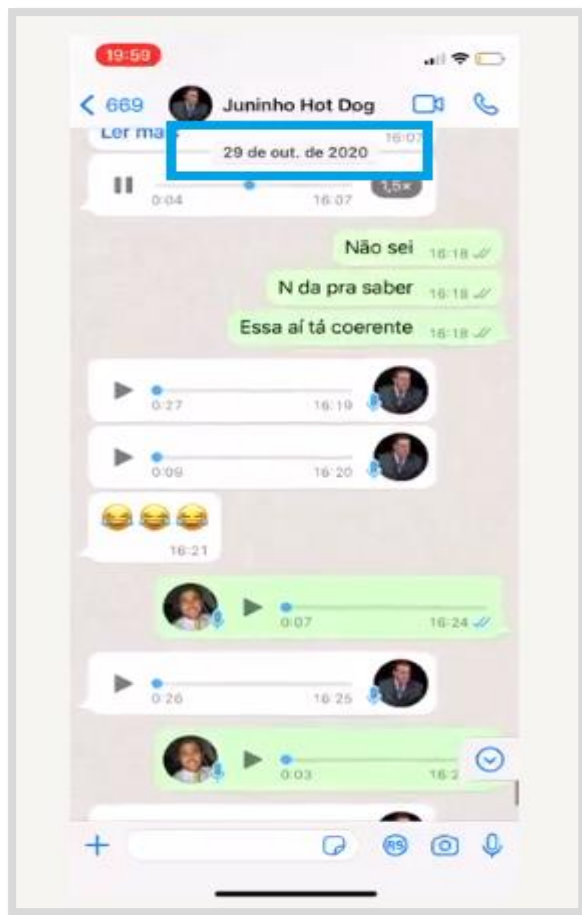 19:59
669 Juninho Hot Dog
Ler mais 16:07
29 de out. de 2020
0:04 16:07 1,5×
Não sei 16:18
N da pra saber 16:18
Essa aí tá coerente 16:18
0:27 16:19
0:09 16:20
16:21
0:07 16:24
0:26 16:25
0:03
RS